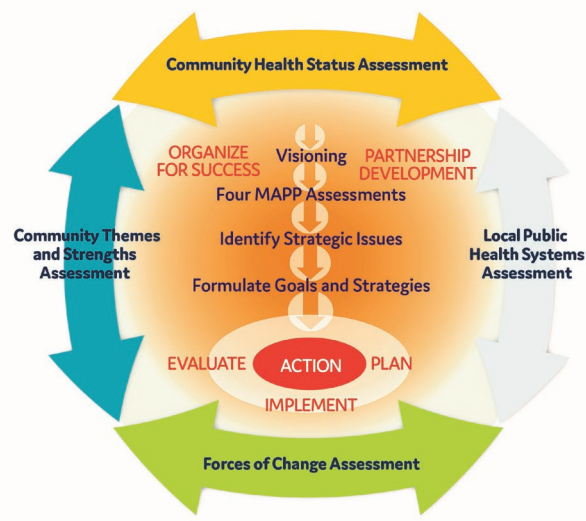 Community Health Status Assessment
ORGANIZE
FOR SUCCESS
Visioning
PARTNERSHIP
DEVELOPMENT
Four MAPP Assessments
Community Themes
and Strengths
Assessment
Identify Strategic Issues
Local Public
Health Systems
Assessment
Formulate Goals and Strategies
EVALUATE
ACTION
PLAN
IMPLEMENT
Forces of Change Assessment